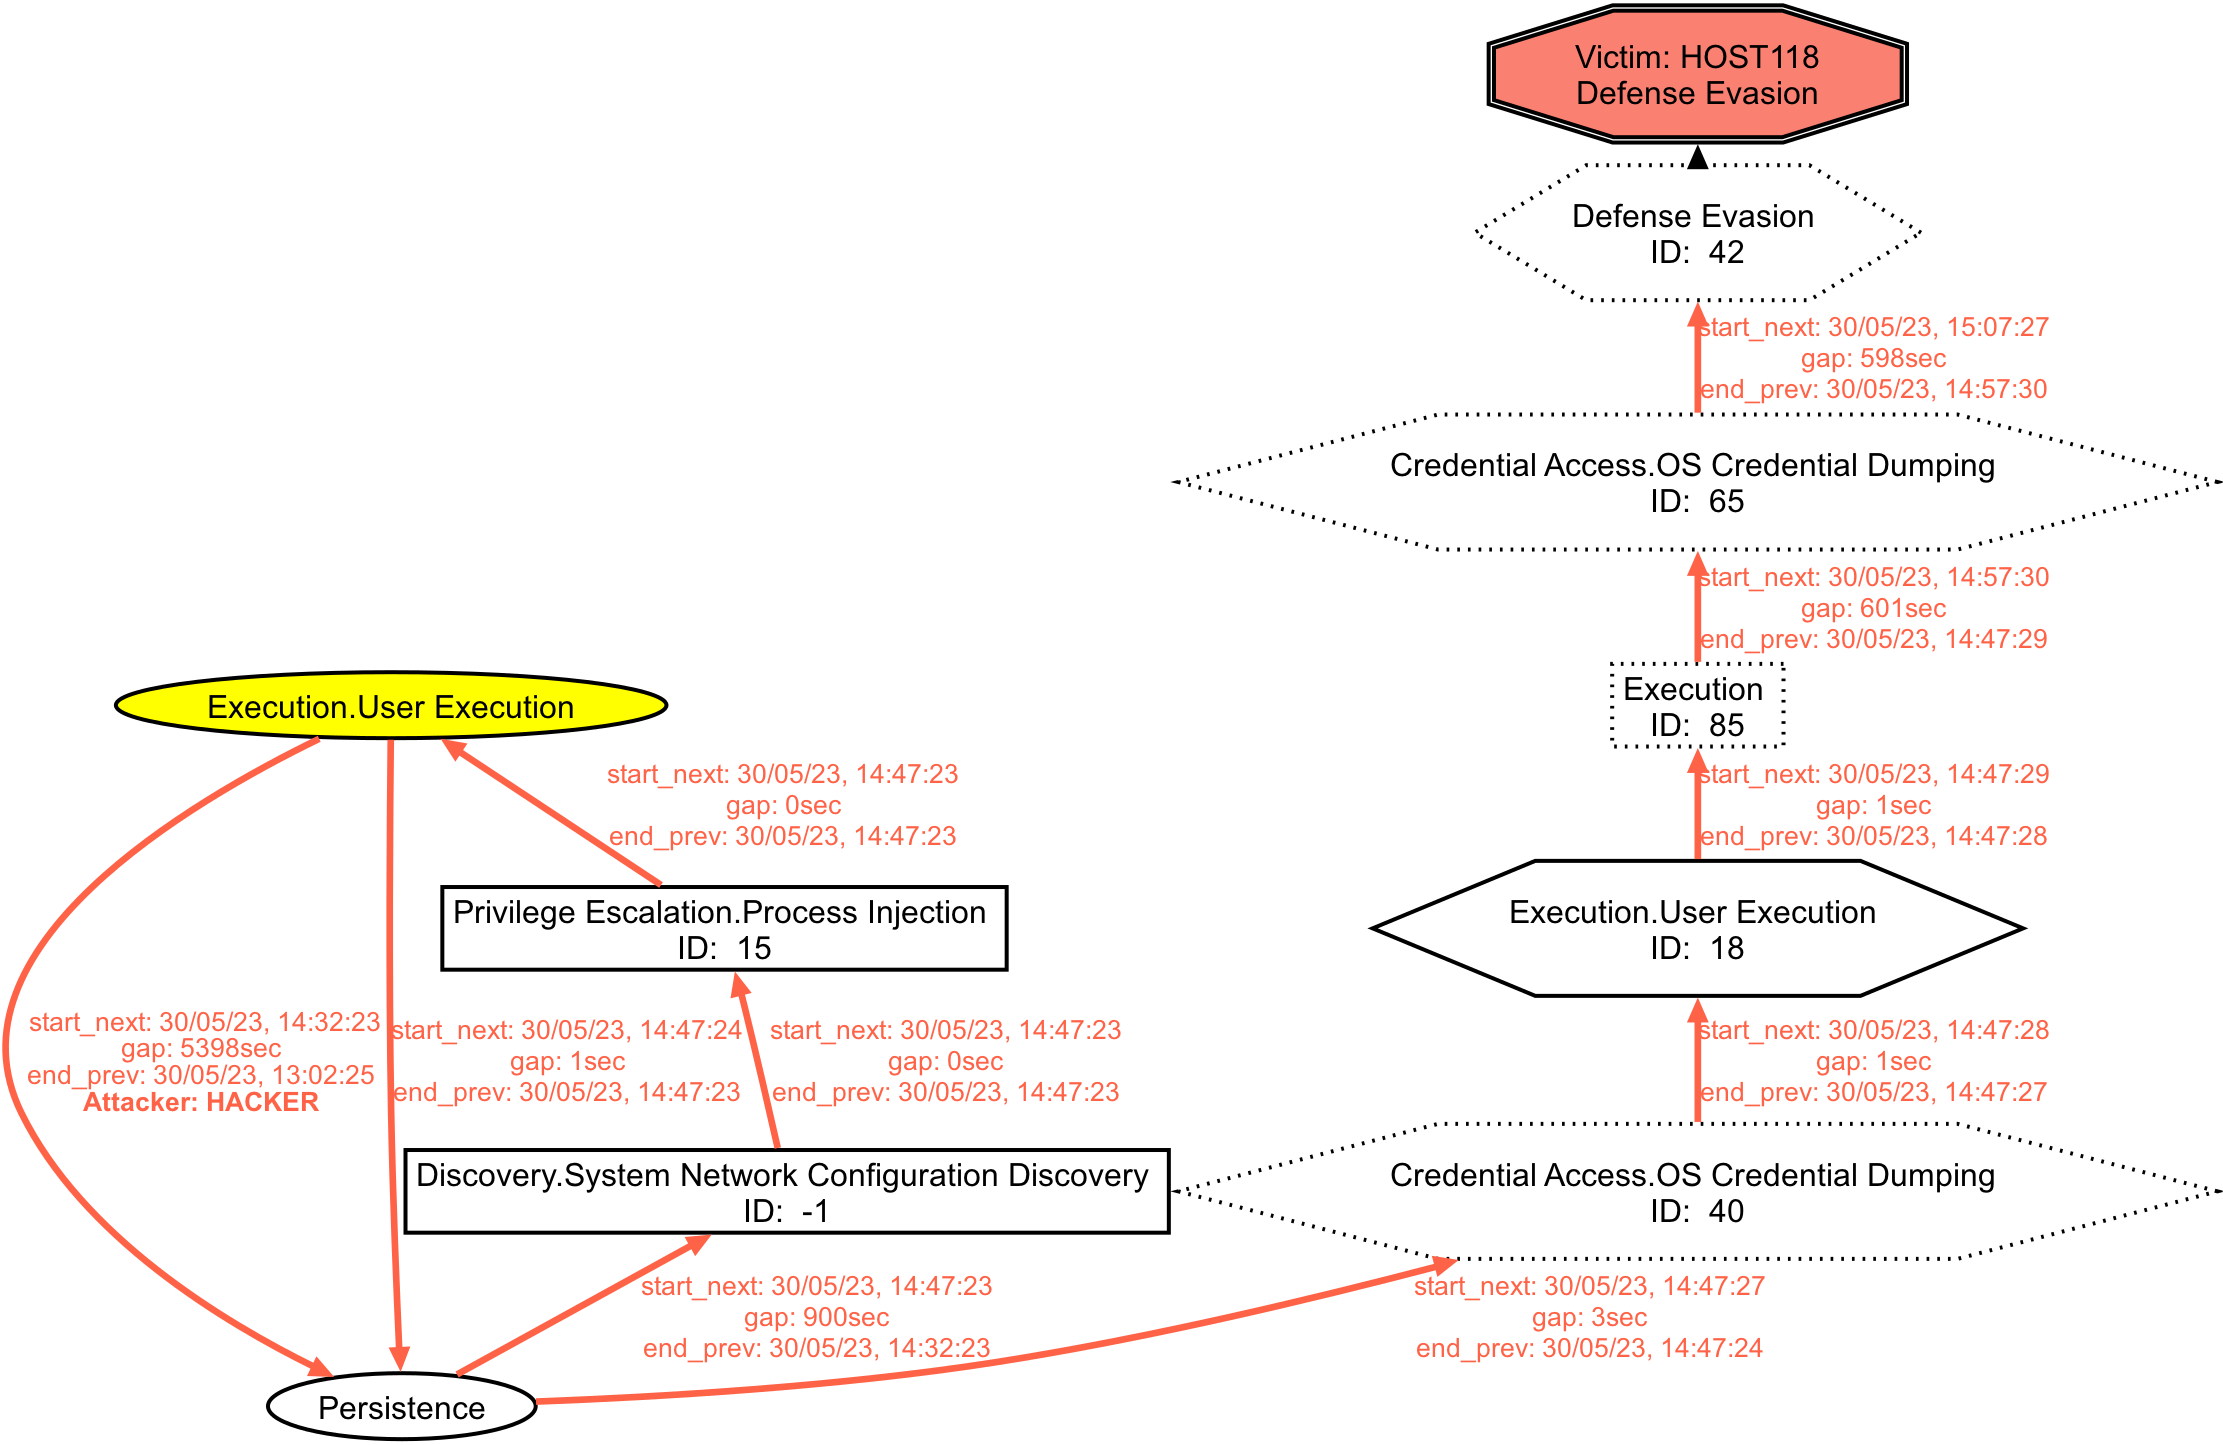 Victim: HOST118
Defense Evasion
Defense Evasion
ID:  42
start_next: 30/05/23, 15:07:27
gap: 598sec
end_prev: 30/05/23, 14:57:30
Credential Access.OS Credential Dumping
ID:  65
start_next: 30/05/23, 14:57:30
gap: 601sec
end_prev: 30/05/23, 14:47:29
Execution
ID:  85
Execution.User Execution
start_next: 30/05/23, 14:47:23
gap: 0sec
end_prev: 30/05/23, 14:47:23
start_next: 30/05/23, 14:47:29
gap: 1sec
end_prev: 30/05/23, 14:47:28
Privilege Escalation.Process Injection
ID:  15
Execution.User Execution
ID:  18
start_next: 30/05/23, 14:32:23
gap: 5398sec
end_prev: 30/05/23, 13:02:25
Attacker: HACKER
start_next: 30/05/23, 14:47:24
gap: 1sec
end_prev: 30/05/23, 14:47:23
start_next: 30/05/23, 14:47:23
gap: 0sec
end_prev: 30/05/23, 14:47:23
start_next: 30/05/23, 14:47:28
gap: 1sec
end_prev: 30/05/23, 14:47:27
Discovery.System Network Configuration Discovery
ID:  -1
Credential Access.OS Credential Dumping
ID:  40
start_next: 30/05/23, 14:47:23
gap: 900sec
end_prev: 30/05/23, 14:32:23
start_next: 30/05/23, 14:47:27
gap: 3sec
end_prev: 30/05/23, 14:47:24
Persistence